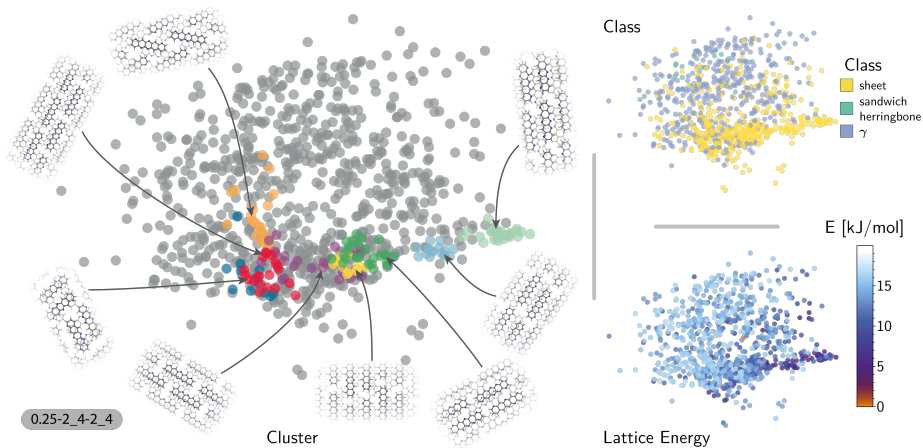 Class
Class
sheet
sandwich
herringbone
γ
E [kJ/mol]
15
10
5
0
0.25-2_4-2_4
Cluster
Lattice Energy